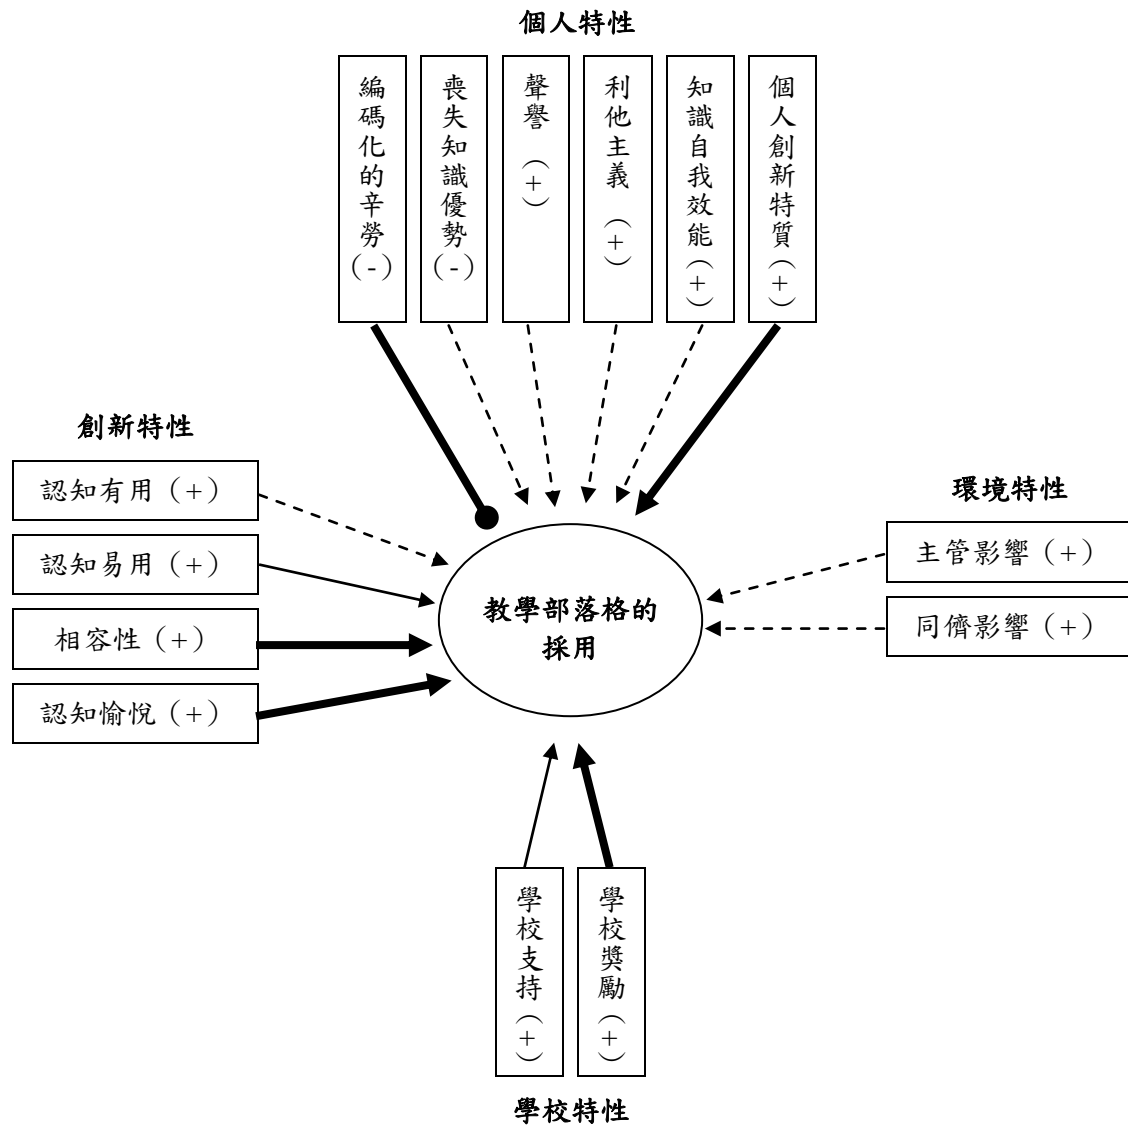 個人特性
編碼化的辛勞(-)
喪失知識優勢(-)
聲譽(+)
利他主義(+)
知識自我效能(+)
個人創新特質(+)
創新特性
認知有用(+)
認知易用(+)
相容性(+)
認知愉悅(+)
教學部落格的
採用
環境特性
主管影響(+)
同儕影響(+)
學校支持(+)
學校獎勵(+)
學校特性